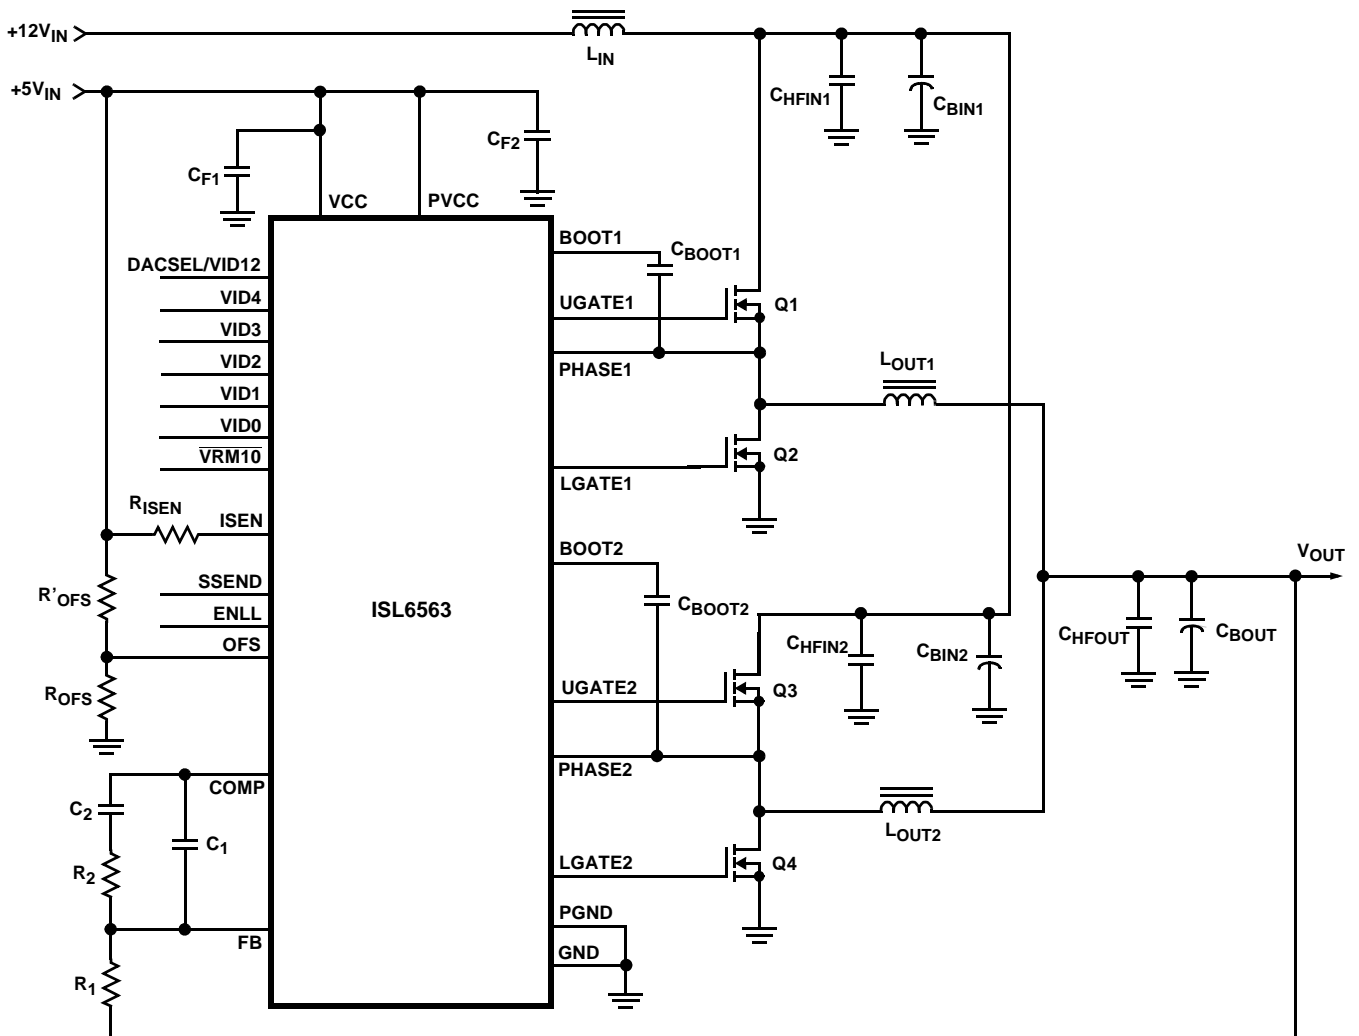 +12VIN
LIN
+5VIN
CHFIN1
CBIN1
CF2
CF1
VCC
PVCC
BOOT1
CBOOT1
DACSEL/VID12
VID4
UGATE1
Q1
VID3
VID2
PHASE1
LOUT1
VID1
VID0
VRM10
Q2
LGATE1
RISEN
ISEN
BOOT2
VOUT
SSEND
R'OFS
ENLL
ISL6563
CBOOT2
OFS
CHFIN2
CBIN2
CHFOUT
CBOUT
ROFS
UGATE2
Q3
PHASE2
COMP
C2
C1
LOUT2
R2
LGATE2
Q4
PGND
FB
GND
R1